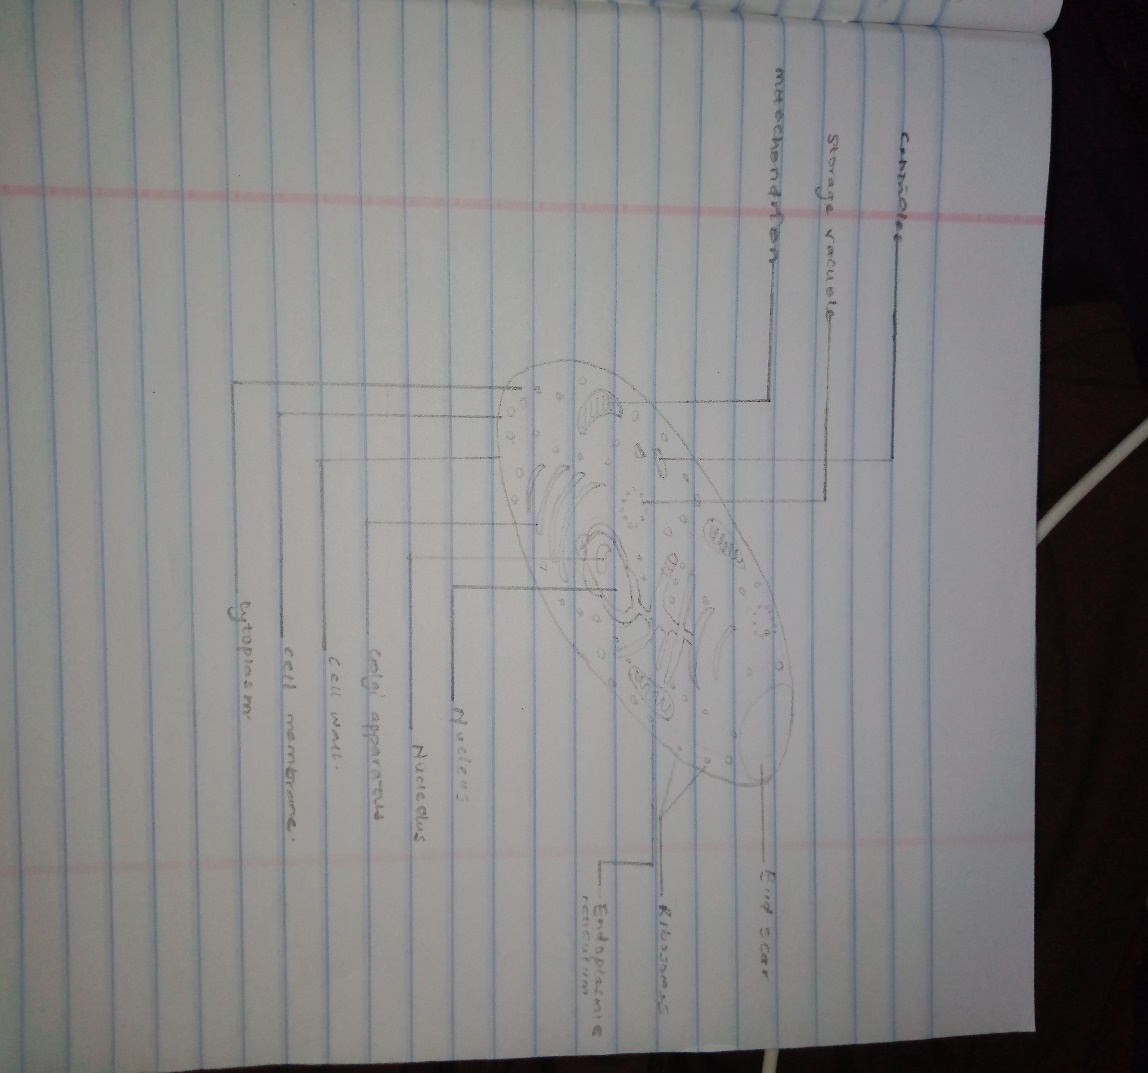 Centrioles
storage vacuole
mitochondrion
Bud scar
Ribosomes
Endoplasmic
reticulum
Nucleus
Nucleolus
Golgi apparatus
Cell wall.
cell membrane.
cytoplasm.